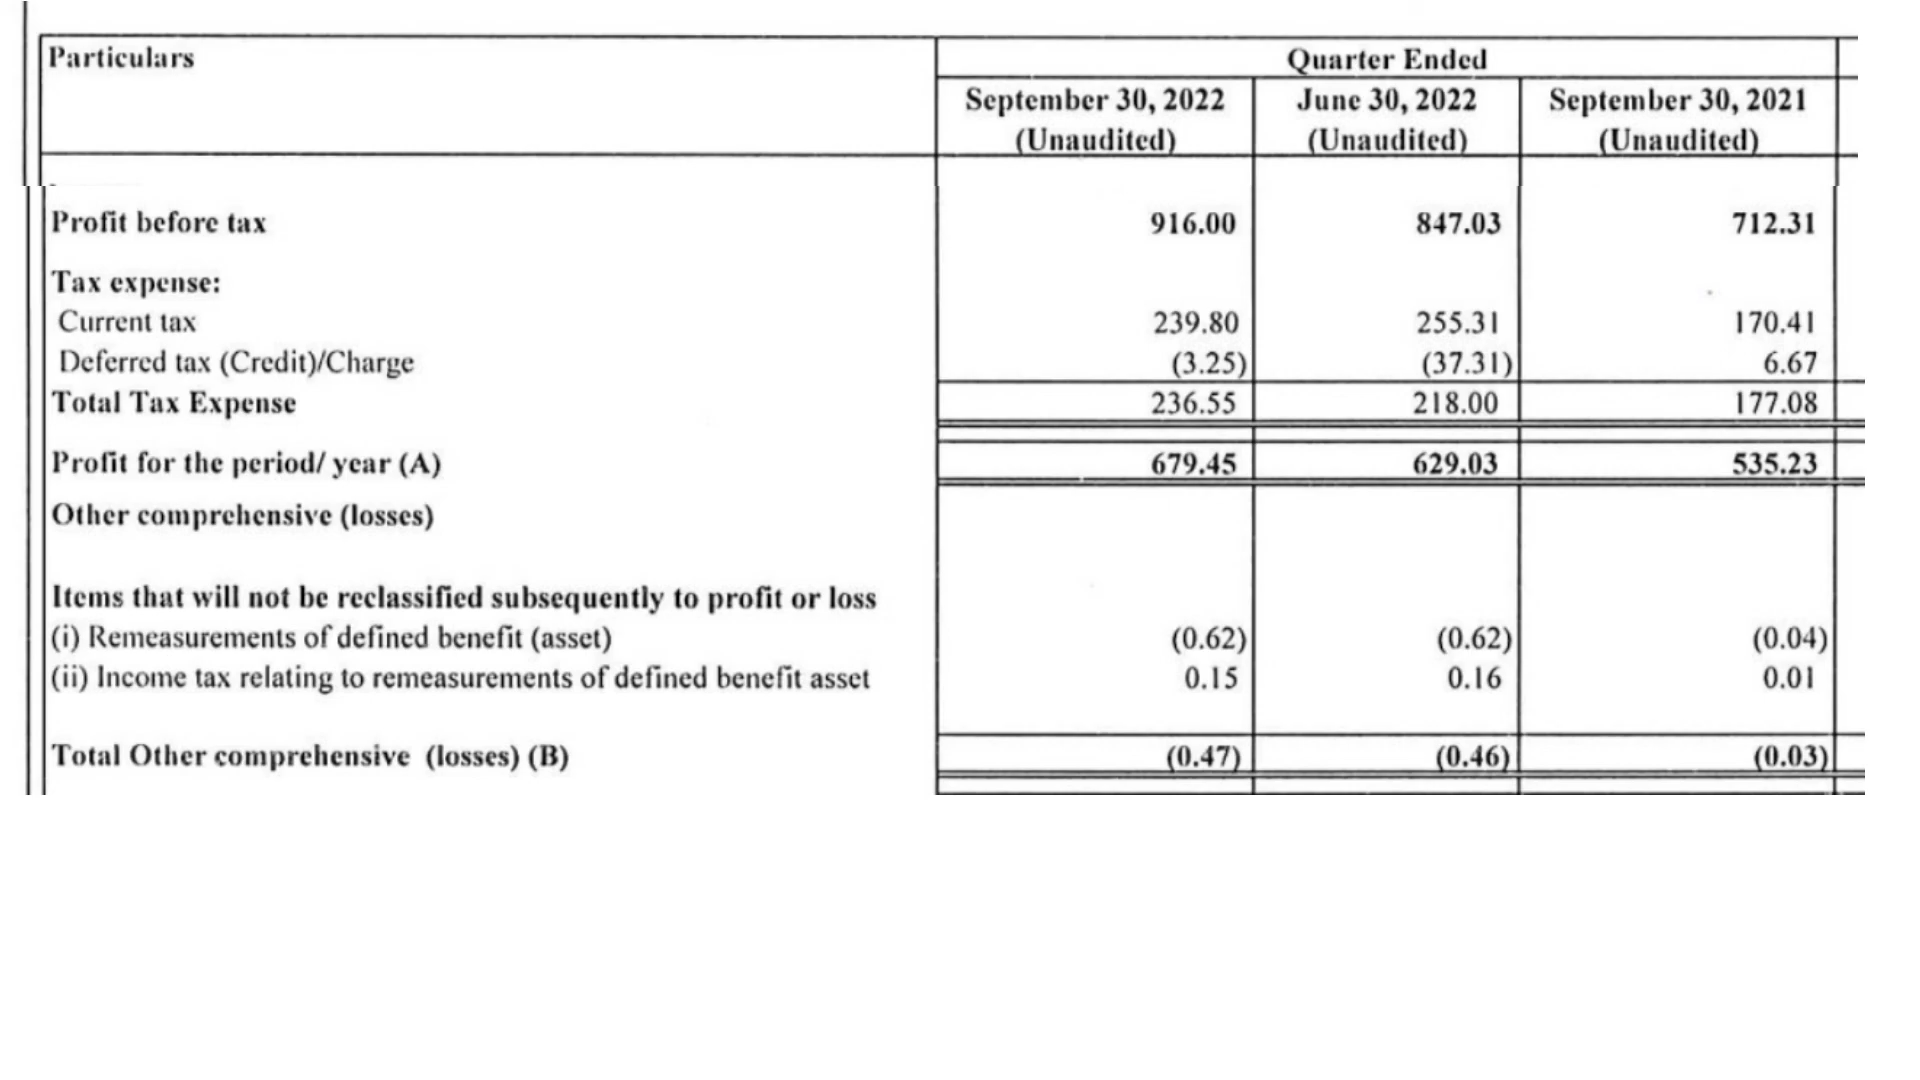 Particulars Quarter Ended
September 30, 2022 June 30, 2022 September 30, 2021
(Unaudited) (Unaudited) (Unaudited)
Profit before tax 916.00 847.03 712.31
Tax expense:
Current tax 239.80 255.31 170.41
Deferred tax (Credit)/Charge (3.25) (37.31) 6.67
Total Tax Expense 236.55 218.00 177.08
Profit for the period/ year (A) 679.45 629.03 535.23
Other comprehensive (losses)
Items that will not be reclassified subsequently to profit or loss
(i) Remeasurements of defined benefit (asset) (0.62) (0.62) (0.04)
(ii) Income tax relating to remeasurements of defined benefit asset 0.15 0.16 0.01
Total Other comprehensive (losses) (B) (0.47) (0.46) (0.03)